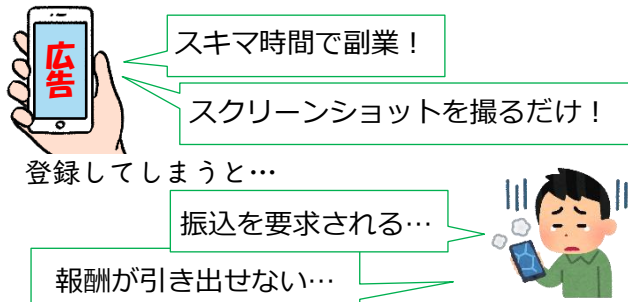 広告
スキマ時間で副業！
スクリーンショットを撮るだけ！
登録してしまうと…
振込を要求される…
報酬が引き出せない…